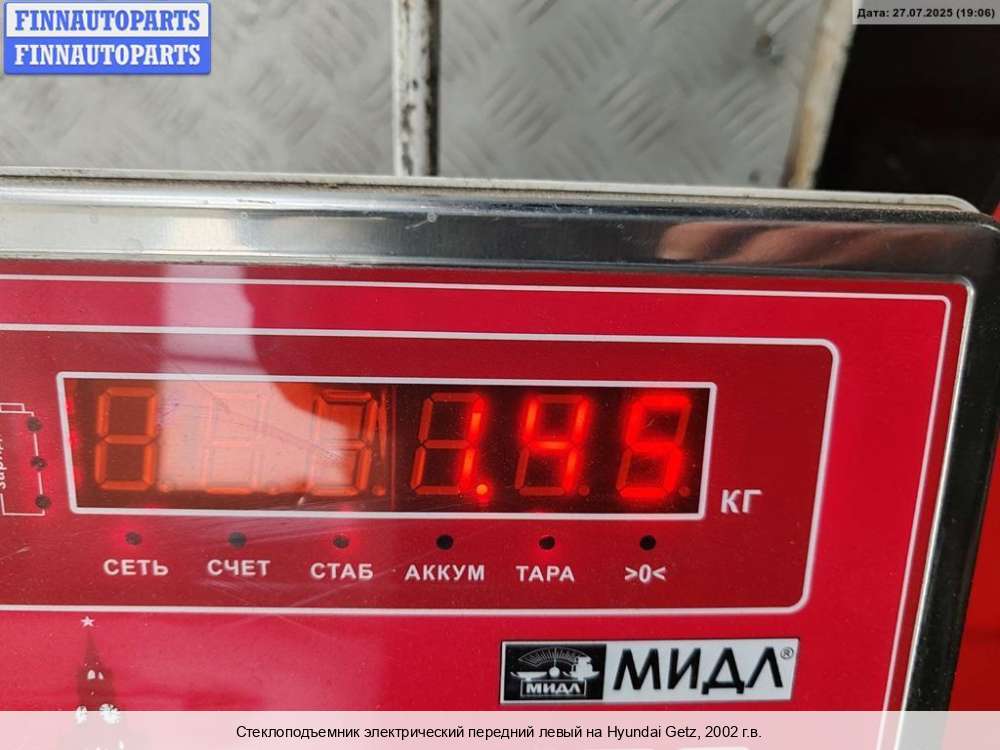 FINNAUTOPARTS
FINNAUTOPARTS
Дата: 27.07.2025 (19:06)
1.45
КГ
СЕТЬ СЧЕТ СТАБ АККУМ ТАРА >0<
МИДЛ
МИДЛ®
Стеклоподъемник электрический передний левый на Hyundai Getz, 2002 г.в.